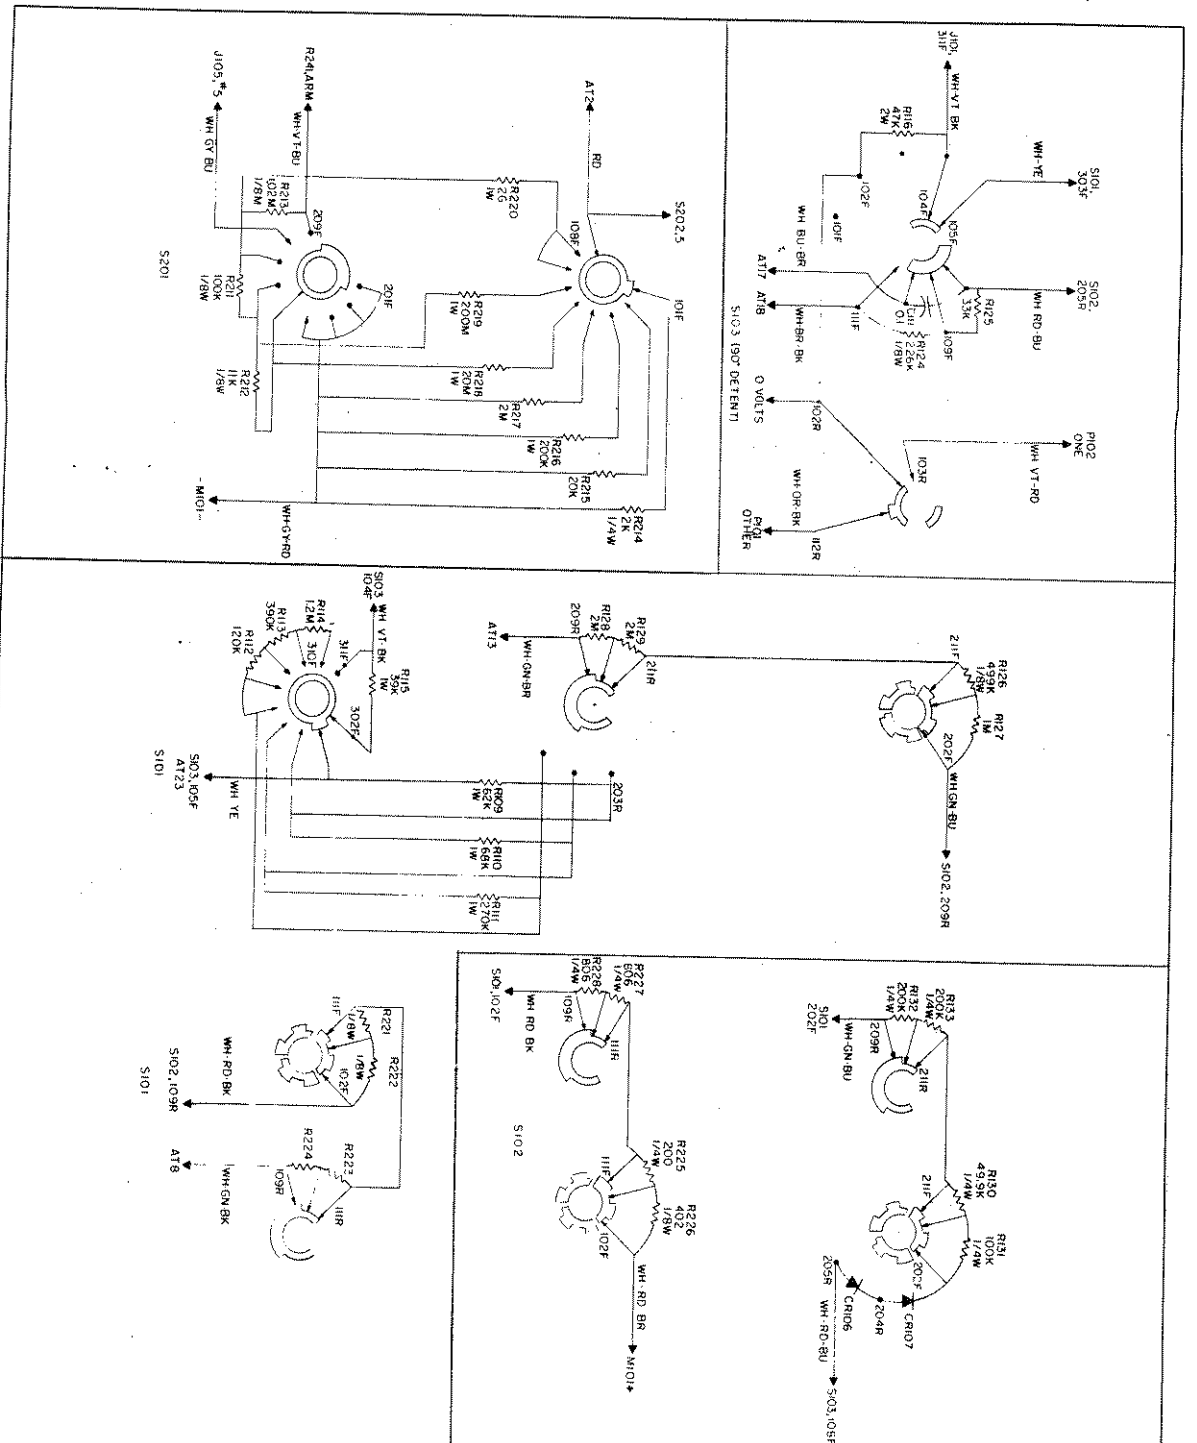 J101,
311F
WH-VT BK
R116
47K
2W
WH-YE
S101,
303F
102F
101F
104F
105F
WH BU-BR
AT17
AT18
WH-BR-BK
111F
C111
0.1
R124
2.26K
1/8W
109F
R125
33K
S102,
205R
WH RD-BU
S103 (90° DETENT)
0 VOLTS
102R
103R
P102
ONE
WH VT-RD
WH-OR-BK
112R
P101
OTHER
J105,#5
WH GY BU
R241,ARM
WH-VT-BU
AT2
RD
S202,5
R220
2G
1W
108F
101F
R213
102M
1/8M
209F
201F
R211
100K
1/8W
R212
11K
1/8W
R219
200M
1W
R218
20M
1W
R217
2M
R216
200K
1W
R215
20K
R214
2K
1/4W
S201
-M101-
WH-GY-RD
S103
104F
WH VT-BK
R115
39K
1W
R114
1.2M
R113
390K
R112
120K
310F
311F
302F
AT13
WH-GN-BR
R128
2M
209R
R129
2M
211R
211F
R126
499K
1/8W
R127
1M
202F
WH GN-BU
S102,209R
203R
R109
62K
1W
R110
68K
1W
R111
270K
1W
WH YE
S103,105F
AT23
S101
111F
R221
1/8W
R222
1/8W
102F
WH-RD-BK
S102,109R
S101
R223
R224
109R
111R
AT8
WH-GN-BK
S101,102F
WH RD BK
R227
806
1/4W
R228
806
1/4W
109R
111R
S102
111F
R225
200
1/4W
R226
402
1/8W
102F
WH-RD BR
M101+
S101
202F
WH-GN-BU
R133
200K
1/4W
R132
200K
1/4W
209R
211R
211F
R130
49.9K
1/4W
R131
100K
1/4W
202F
CR107
204R
CR106
205R
WH-RD-BU
S103,105F